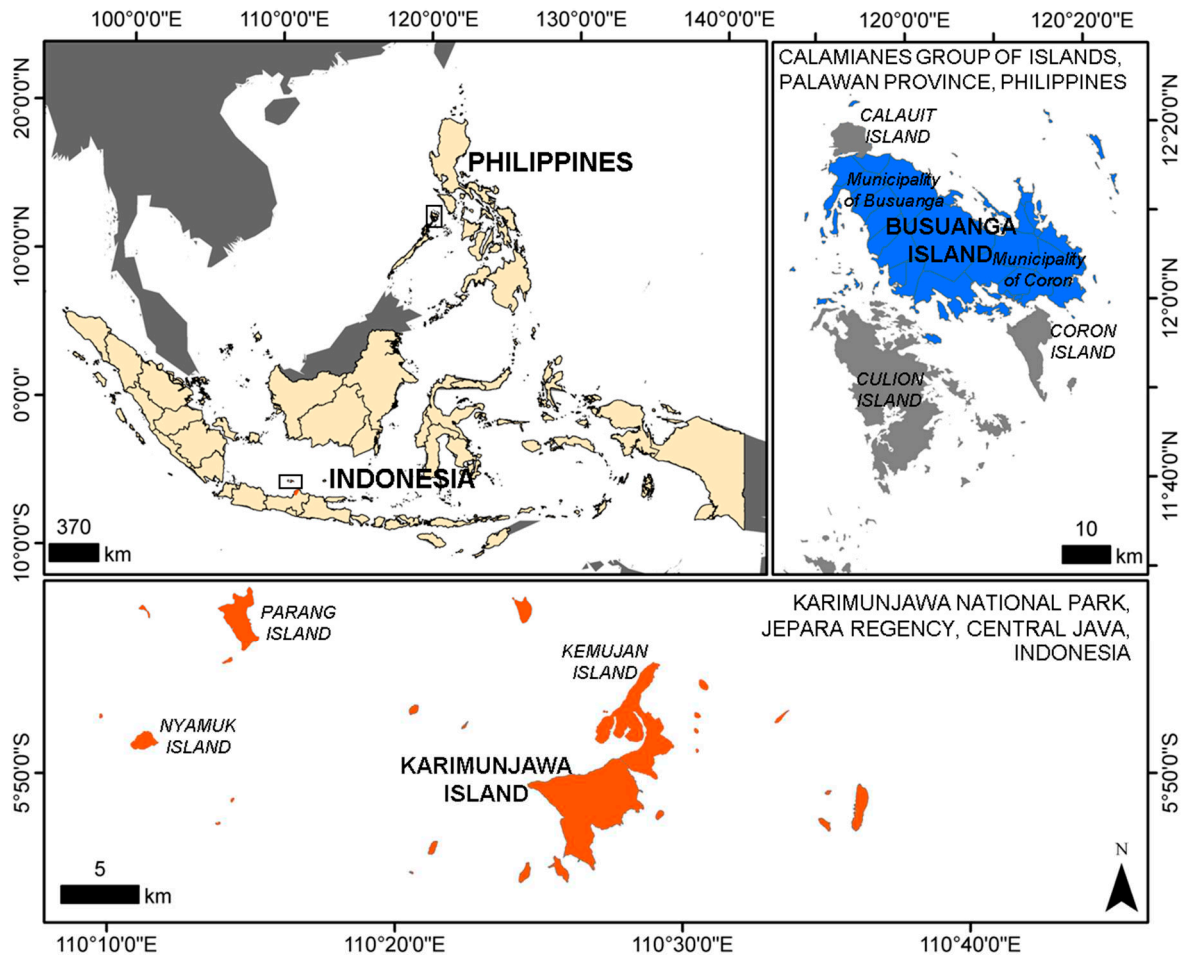 100°0'0"E
110°0'0"E
120°0'0"E
130°0'0"E
140°0'0"E
120°0'0"E
120°20'0"E
20°0'0"N
10°0'0"N
0°0'0"
10°0'0"S
PHILIPPINES
INDONESIA
370
km
CALAMIANES GROUP OF ISLANDS,
PALAWAN PROVINCE, PHILIPPINES
CALAUIT
ISLAND
Municipality
of Busuanga
BUSUANGA
ISLAND
Municipality
of Coron
CORON
ISLAND
CULION
ISLAND
10
km
12°20'0"N
12°0'0"N
11°40'0"N
KARIMUNJAWA NATIONAL PARK,
JEPARA REGENCY, CENTRAL JAVA,
INDONESIA
PARANG
ISLAND
KEMUJAN
ISLAND
NYAMUK
ISLAND
KARIMUNJAWA
ISLAND
5
km
N
5°50'0"S
5°50'0"S
110°10'0"E
110°20'0"E
110°30'0"E
110°40'0"E